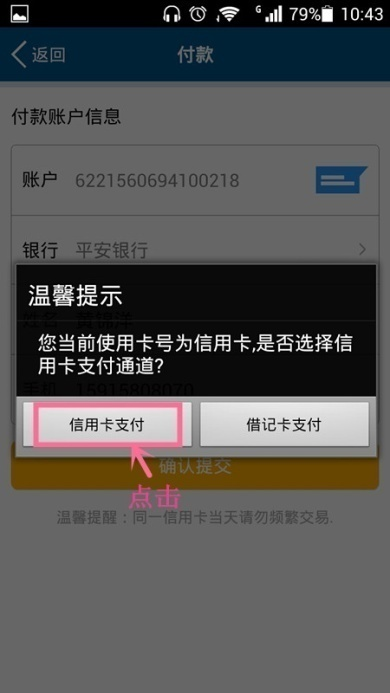 G 79% 10:43
返回 付款
付款账户信息
账户 6221560694100218
银行 平安银行
温馨提示
您当前使用卡号为信用卡,是否选择信
用卡支付通道?
信用卡支付 借记卡支付
确认提交
点击
温馨提醒：同一信用卡当天请勿频繁交易.